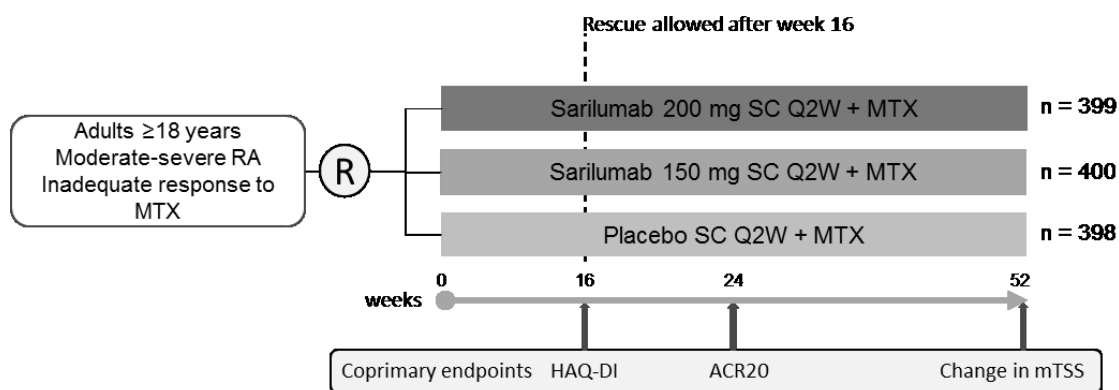 Rescue allowed after week 16
Adults ≥18 years
Moderate-severe RA
Inadequate response to
MTX
R
Sarilumab 200 mg SC Q2W + MTX
n = 399
Sarilumab 150 mg SC Q2W + MTX
n = 400
Placebo SC Q2W + MTX
n = 398
0
16
24
52
weeks
Coprimary endpoints
HAQ-DI
ACR20
Change in mTSS